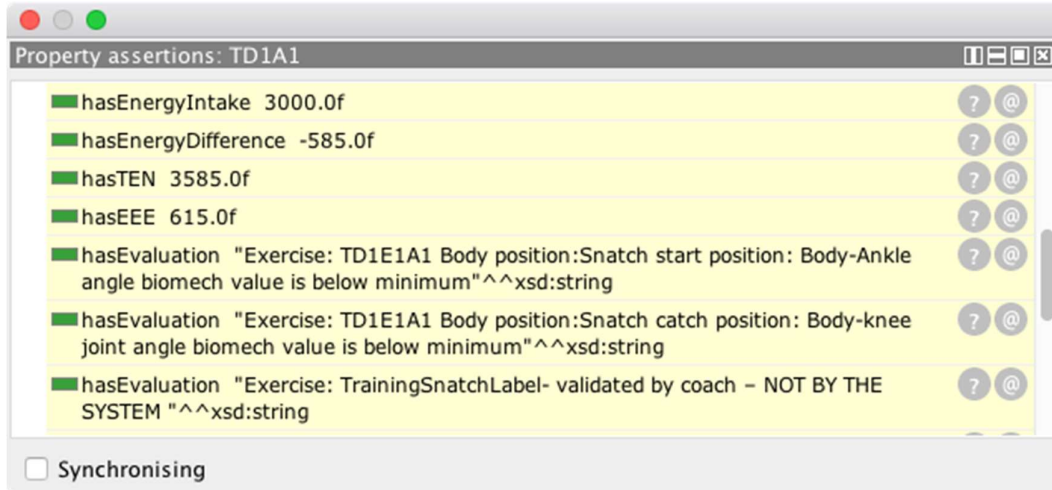 Property assertions: TD1A1
hasEnergyIntake 3000.0f
? @
hasEnergyDifference -585.0f
? @
hasTEN 3585.0f
? @
hasEEE 615.0f
? @
hasEvaluation "Exercise: TD1E1A1 Body position:Snatch start position: Body-Ankle
? @
angle biomech value is below minimum"^^xsd:string
hasEvaluation "Exercise: TD1E1A1 Body position:Snatch catch position: Body-knee
? @
joint angle biomech value is below minimum"^^xsd:string
hasEvaluation "Exercise: TrainingSnatchLabel- validated by coach – NOT BY THE
? @
SYSTEM "^^xsd:string
Synchronising